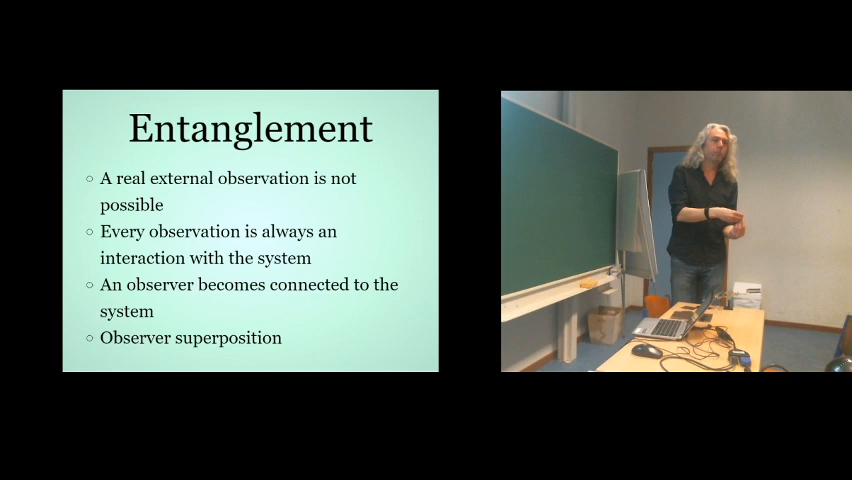 Entanglement
○ A real external observation is not
possible
○ Every observation is always an
interaction with the system
○ An observer becomes connected to the
system
○ Observer superposition